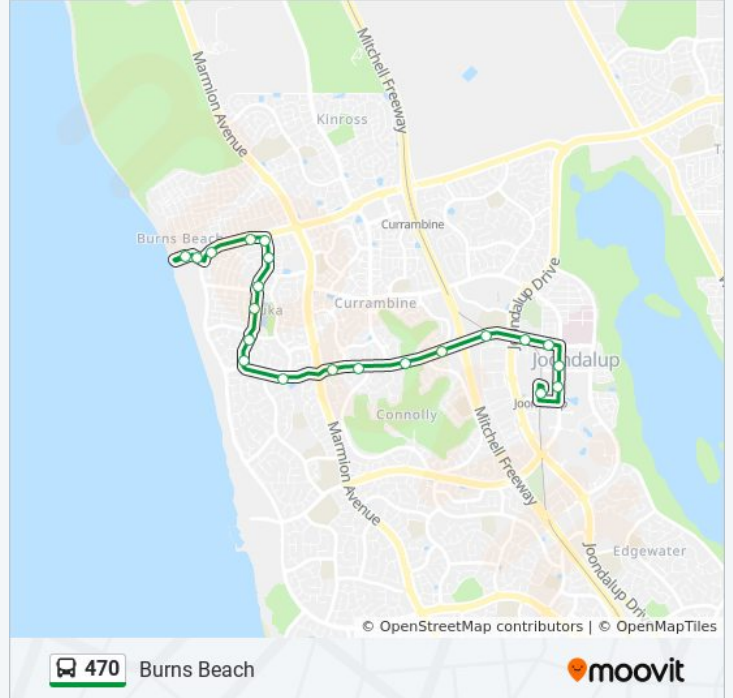 Marmion Avenue
Mitchell Freeway
Kinross
Currambine
Burns Beach
Currambine
Joondalup Drive
Joondalup
Connolly
Mitchell Freeway
Marmion Avenue
Edgewater
Joondalup Driv
© OpenStreetMap contributors | © OpenMapTiles
470 Burns Beach
moovit